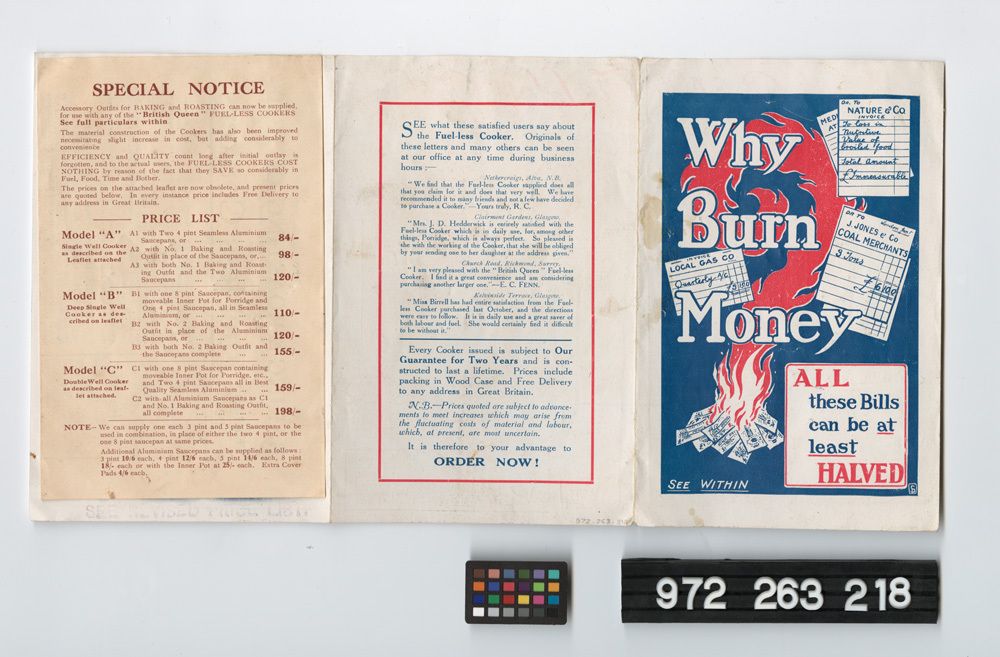 SPECIAL NOTICE
Accessory Outfits for BAKING and ROASTING can now be supplied,
for use with any of the "British Queen" FUEL-LESS COOKERS
See full particulars within
The material construction of the Cookers has also been improved
necessitating slight increase in cost, but adding considerably to
convenience
EFFICIENCY and QUALITY count long after initial outlay is
forgotten, and to the actual users, the FUEL-LESS COOKERS COST
NOTHING by reason of the fact that they SAVE so considerably in
Fuel, Food, Time and Bother.
The prices on the attached leaflet are now obsolete, and present prices
are quoted below. In every instance price includes Free Delivery to
any address in Great Britain.
PRICE LIST
Model "A"
Single Well Cooker
as described on the
Leaflet attached
A1 with Two 4 pint Seamless Aluminium
Saucepans, or ... ... ... ... 84/-
A2 with No. 1 Baking and Roasting
Outfit in place of the Saucepans, or... 98/-
A3 with both No. 1 Baking and Roast-
ing Outfit and the Two Aluminium
Saucepans ... ... ... ... 120/-
Model "B"
Deep Single Well
Cooker as des-
cribed on leaflet
B1 with one 8 pint Saucepan, containing
moveable Inner Pot for Porridge and
One 4 pint Saucepan, all in Seamless
Aluminium, or ... ... ... ... 110/-
B2 with No. 2 Baking and Roasting
Outfit in place of the Aluminium
Saucepans, or ... ... ... ... 120/-
B3 with both No. 2 Baking Outfit and
the Saucepans complete ... ... 155/-
Model "C"
Double Well Cooker
as described on leaf-
let attached.
C1 with one 8 pint Saucepan containing
moveable Inner Pot for Porridge, etc.,
and Two 4 pint Saucepans all in Best
Quality Seamless Aluminium ... ... 159/-
C2 with all Aluminium Saucepans as C1
and No. 1 Baking and Roasting Outfit,
all complete ... ... ... ... 198/-
NOTE-- We can supply one each 3 pint and 5 pint Saucepans to be
used in combination, in place of either the two 4 pint, or the
one 8 pint saucepan at same prices.
Additional Aluminium Saucepans can be supplied as follows :
3 pint 10/6 each, 4 pint 12/6 each, 5 pint 14/6 each, 8 pint
18/- each or with the Inner Pot at 25/- each. Extra Cover
Pads 4/6 each.
SEE REVISED PRICE LIST
SEE what these satisfied users say about
the Fuel-less Cooker. Originals of
these letters and many others can be seen
at our office at any time during business
hours :—
Nethercraigs, Alva, N.B.
"We find that the Fuel-less Cooker supplied does all
that you claim for it and does that very well. We have
recommended it to many friends and not a few have decided
to purchase a Cooker."—Yours truly, R. C.
Clairmont Gardens, Glasgow.
"Mrs. J. D. Hedderwick is entirely satisfied with the
Fuel-less Cooker which is in daily use, for, among other
things, Porridge, which is always perfect. So pleased is
she with the working of the Cooker, that she will be obliged
by your sending one to her daughter at the address given."
Church Road, Richmond, Surrey.
"I am very pleased with the "British Queen" Fuel-less
Cooker. I find it a great convenience and am considering
purchasing another larger one."—E. C. FENN.
Kelvinside Terrace, Glasgow.
"Miss Birrell has had entire satisfaction from the Fuel-
less Cooker purchased last October, and the directions
were easy to follow. It is in daily use and a great saver of
both labour and fuel. She would certainly find it difficult
to be without it."
Every Cooker issued is subject to Our
Guarantee for Two Years and is con-
structed to last a lifetime. Prices include
packing in Wood Case and Free Delivery
to any address in Great Britain.
N.B.—Prices quoted are subject to advance-
ments to meet increases which may arise from
the fluctuating costs of material and labour,
which, at present, are most uncertain.
It is therefore to your advantage to
ORDER NOW!
972.263.218
Why
Burn
Money
DR. TO
NATURE & Co
INVOICE
To loss in
Nutritive
Value of
broiled food
Total Amount
£ Immesurable
DR TO
J. JONES & Co
COAL MERCHANTS
3 Tons
£ 6.10.0
INVOICE
LOCAL GAS CO
Quarterly A/C
ALL
these Bills
can be at
least
HALVED
SEE WITHIN
972 263 218